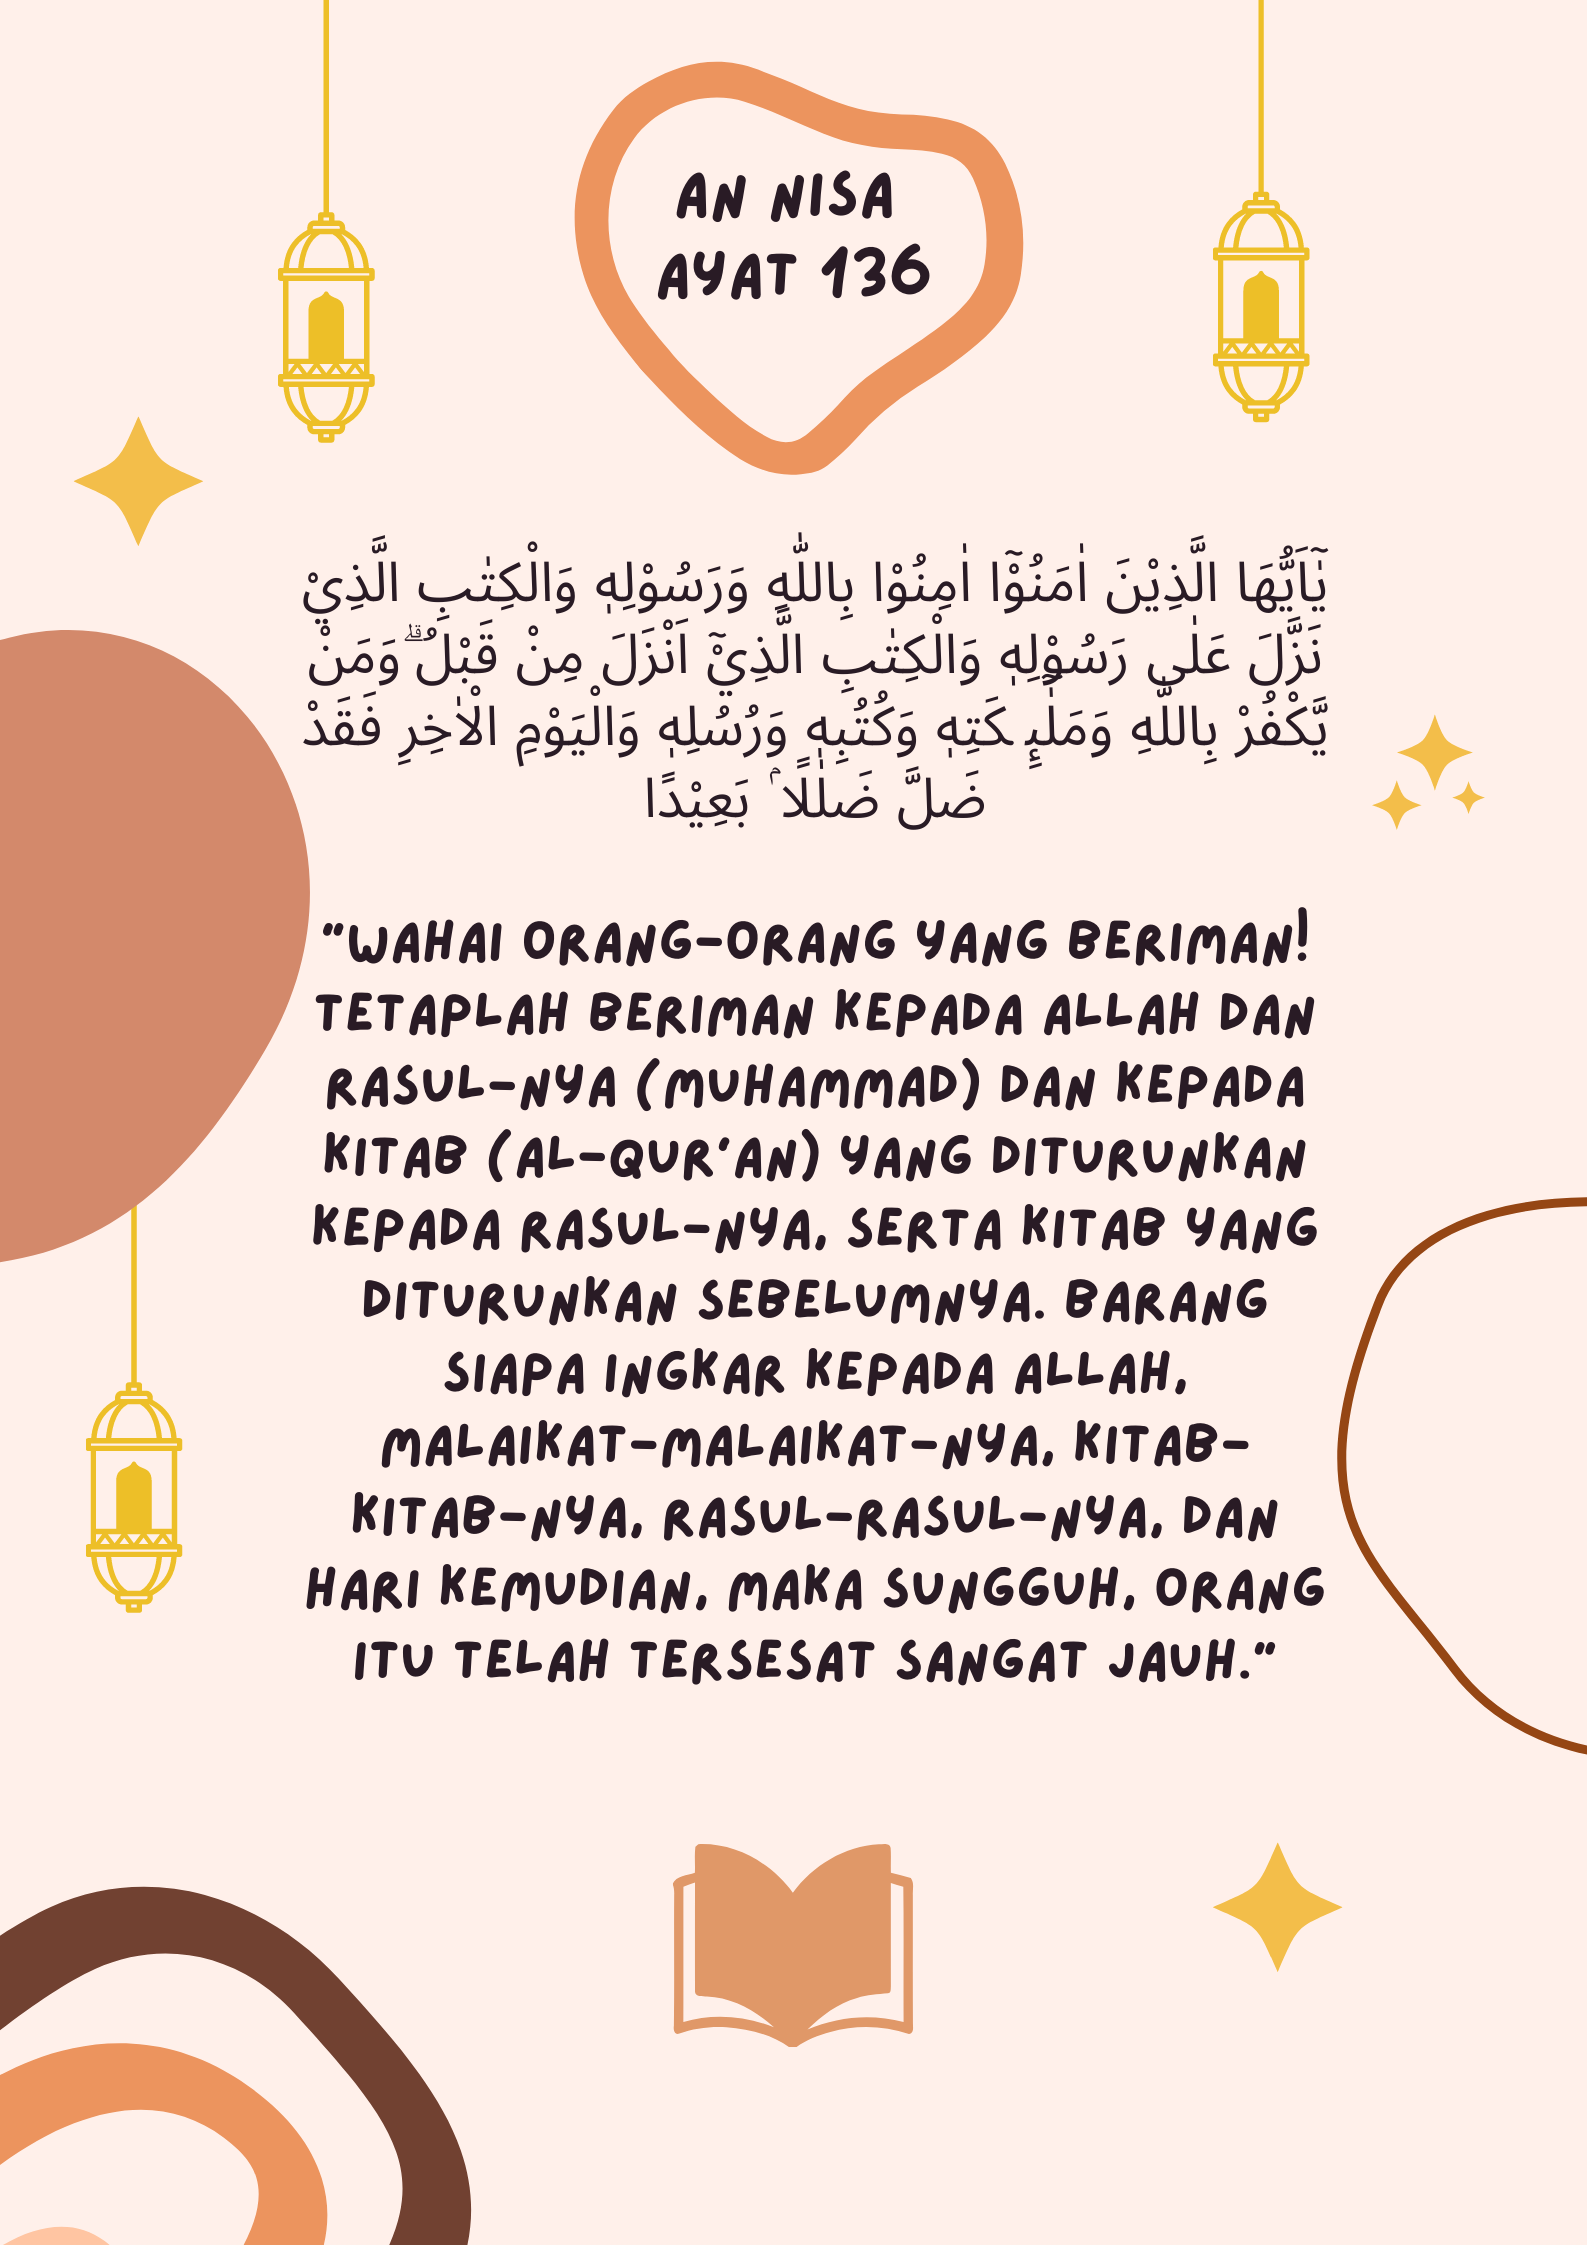 AN NISA
AYAT 136
يٰٓاَيُّهَا الَّذِيْنَ اٰمَنُوْٓا اٰمِنُوْا بِاللّٰهِ وَرَسُوْلِهٖ وَالْكِتٰبِ الَّذِيْ
نَزَّلَ عَلٰى رَسُوْلِهٖ وَالْكِتٰبِ الَّذِيْٓ اَنْزَلَ مِنْ قَبْلُ ۗوَمَنْ
يَّكْفُرْ بِاللّٰهِ وَمَلٰۤىِٕكَتِهٖ وَكُتُبِهٖ وَرُسُلِهٖ وَالْيَوْمِ الْاٰخِرِ فَقَدْ
ضَلَّ ضَلٰلًا ۢ بَعِيْدًا
"WAHAI ORANG-ORANG YANG BERIMAN!
TETAPLAH BERIMAN KEPADA ALLAH DAN
RASUL-NYA (MUHAMMAD) DAN KEPADA
KITAB (AL-QUR'AN) YANG DITURUNKAN
KEPADA RASUL-NYA, SERTA KITAB YANG
DITURUNKAN SEBELUMNYA. BARANG
SIAPA INGKAR KEPADA ALLAH,
MALAIKAT-MALAIKAT-NYA, KITAB-
KITAB-NYA, RASUL-RASUL-NYA, DAN
HARI KEMUDIAN, MAKA SUNGGUH, ORANG
ITU TELAH TERSESAT SANGAT JAUH."